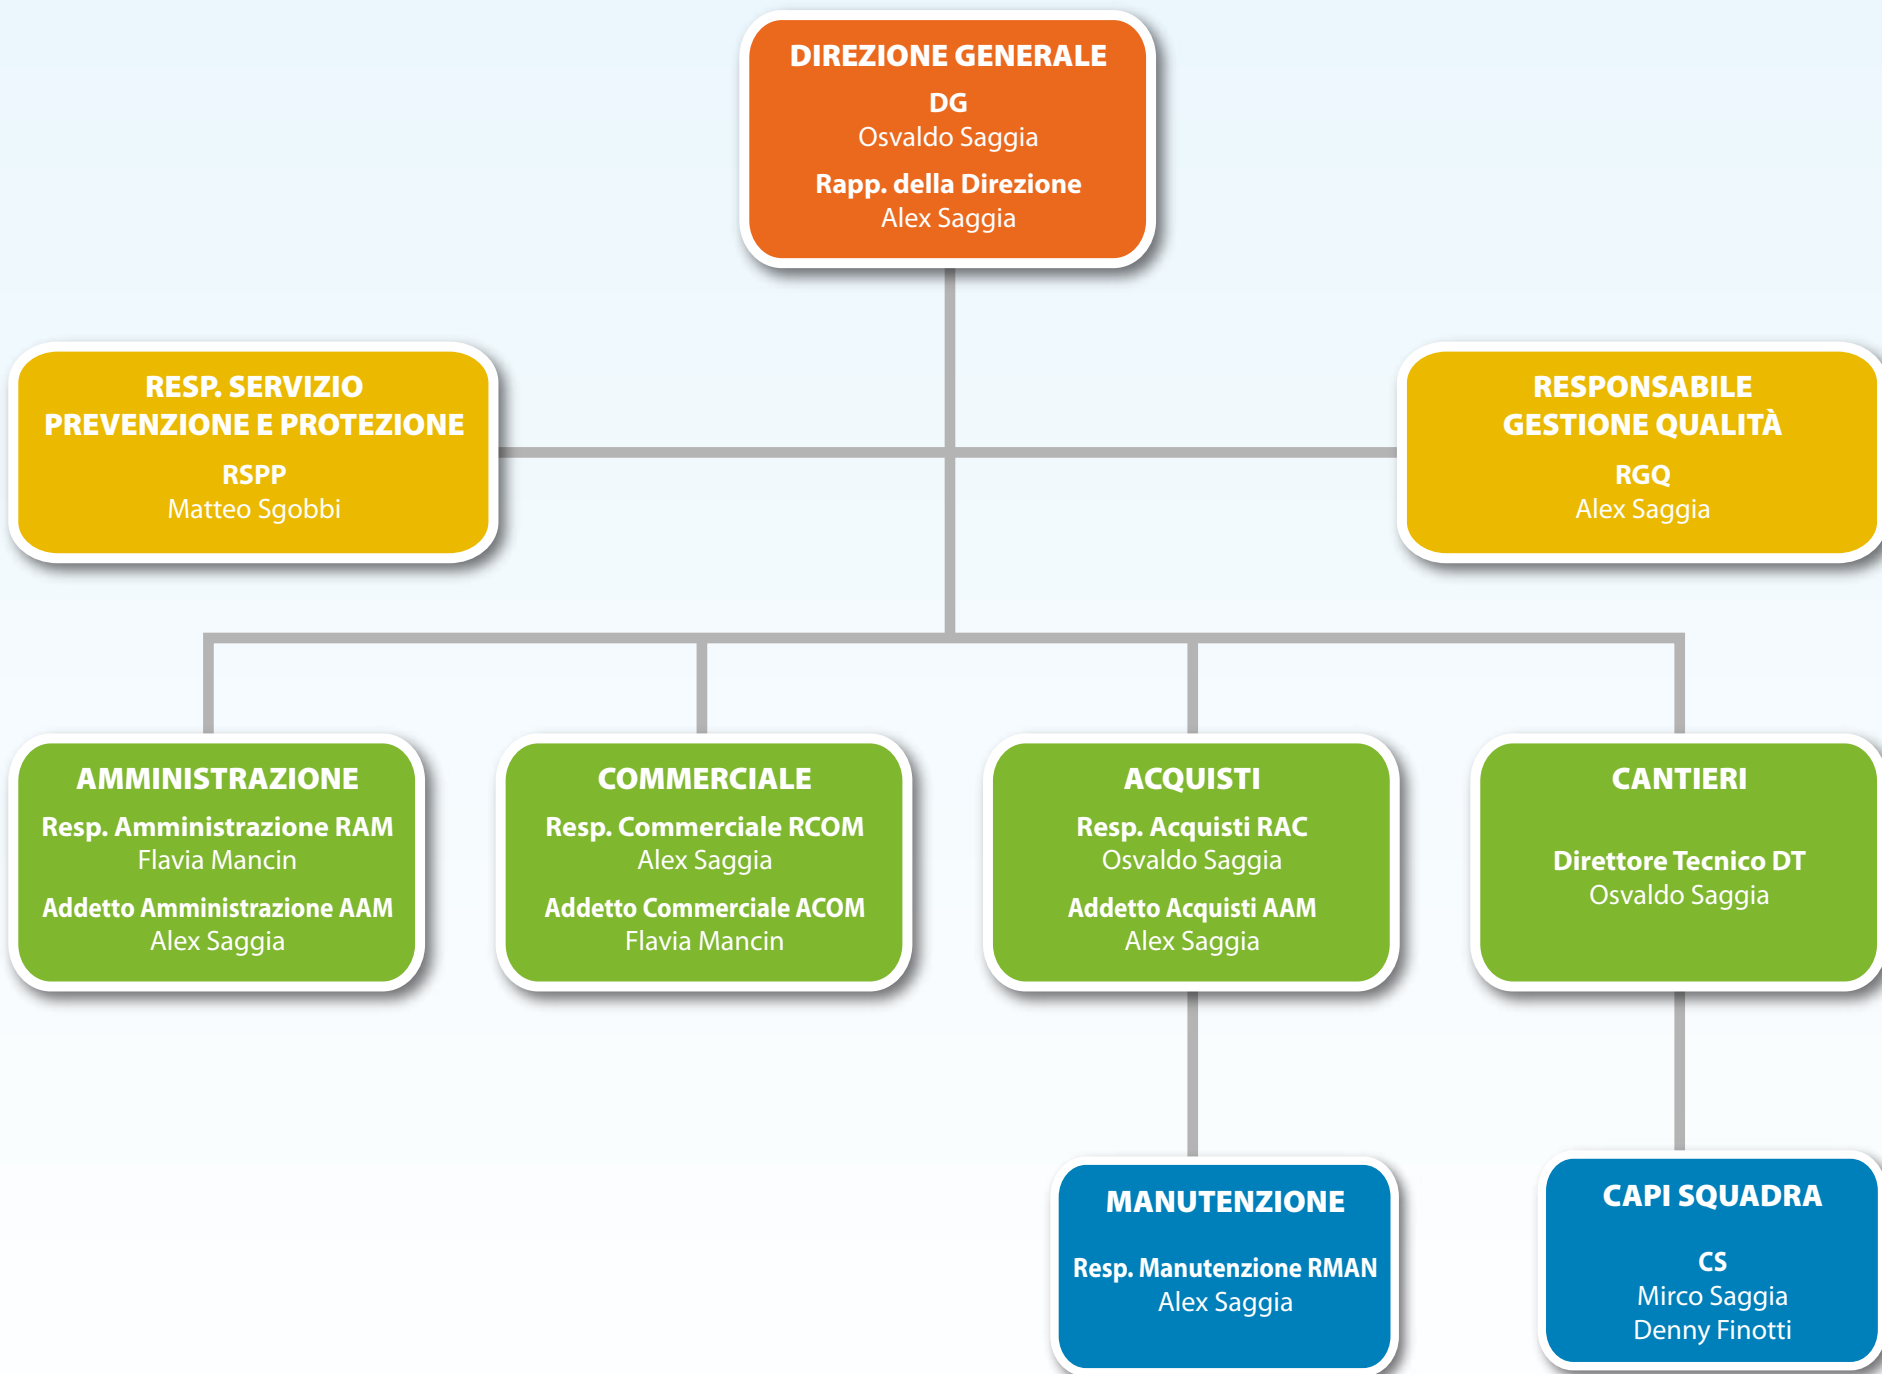 DIREZIONE GENERALE
DG
Osvaldo Saggia
Rapp. della Direzione
Alex Saggia
RESP. SERVIZIO
PREVENZIONE E PROTEZIONE
RSPP
Matteo Sgobbi
RESPONSABILE
GESTIONE QUALITÀ
RGQ
Alex Saggia
AMMINISTRAZIONE
Resp. Amministrazione RAM
Flavia Mancin
Addetto Amministrazione AAM
Alex Saggia
COMMERCIALE
Resp. Commerciale RCOM
Alex Saggia
Addetto Commerciale ACOM
Flavia Mancin
ACQUISTI
Resp. Acquisti RAC
Osvaldo Saggia
Addetto Acquisti AAM
Alex Saggia
CANTIERI
Direttore Tecnico DT
Osvaldo Saggia
MANUTENZIONE
Resp. Manutenzione RMAN
Alex Saggia
CAPI SQUADRA
CS
Mirco Saggia
Denny Finotti